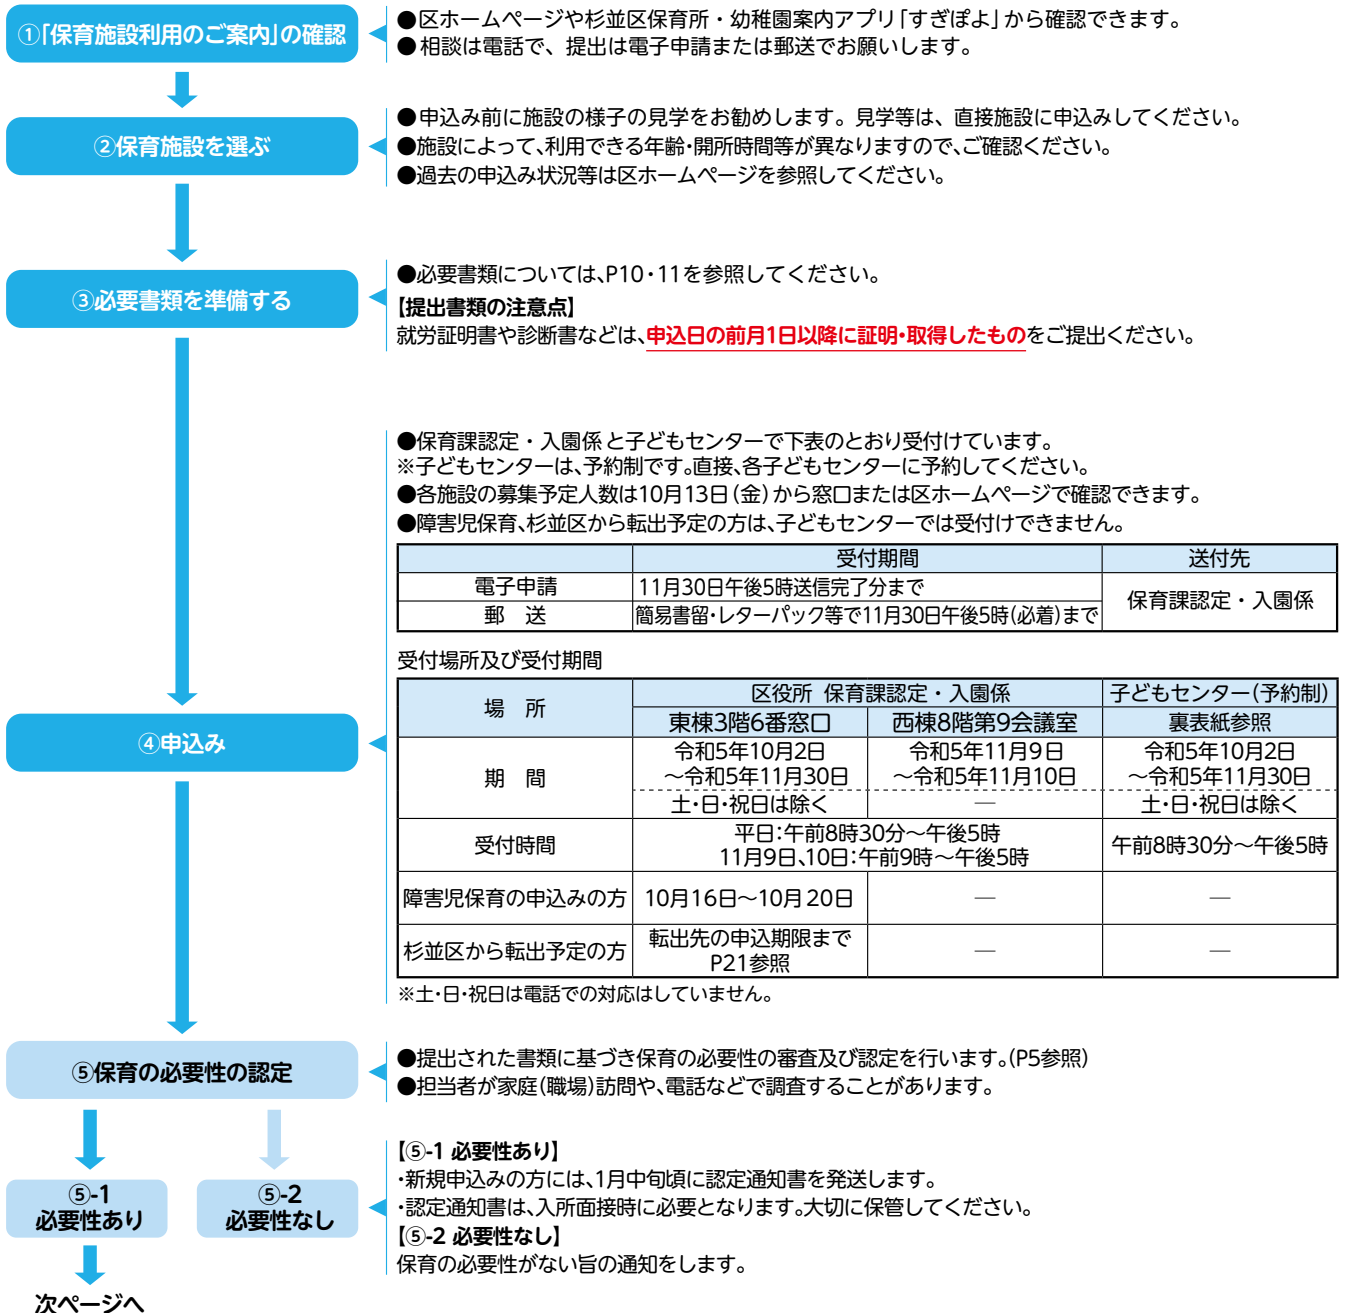 ①「保育施設利用のご案内」の確認
●区ホームページや杉並区保育所・幼稚園案内アプリ「すぎぽよ」から確認できます。
●相談は電話で、提出は電子申請または郵送でお願いします。
②保育施設を選ぶ
●申込み前に施設の様子の見学をお勧めします。見学等は、直接施設に申込みしてください。
●施設によって、利用できる年齢・開所時間等が異なりますので、ご確認ください。
●過去の申込み状況等は区ホームページを参照してください。
③必要書類を準備する
●必要書類については、P10・11を参照してください。
【提出書類の注意点】
就労証明書や診断書などは、申込日の前月1日以降に証明・取得したものをご提出ください。
④申込み
●保育課認定・入園係と子どもセンターで下表のとおり受付けています。
※子どもセンターは、予約制です。直接、各子どもセンターに予約してください。
●各施設の募集予定人数は10月13日(金)から窓口または区ホームページで確認できます。
●障害児保育、杉並区から転出予定の方は、子どもセンターでは受付けできません。
受付期間 送付先
電子申請 11月30日午後5時送信完了分まで
保育課認定・入園係
郵　送 簡易書留・レターパック等で11月30日午後5時(必着)まで
受付場所及び受付期間
場　所 区役所 保育課認定・入園係 子どもセンター(予約制)
東棟3階6番窓口 西棟8階第9会議室 裏表紙参照
期　間
令和5年10月2日 令和5年11月9日 令和5年10月2日
～令和5年11月30日 ～令和5年11月10日 ～令和5年11月30日
土・日・祝日は除く ― 土・日・祝日は除く
受付時間
平日：午前8時30分～午後5時
11月9日、10日：午前9時～午後5時
午前8時30分～午後5時
障害児保育の申込みの方 10月16日～10月20日 ― ―
杉並区から転出予定の方
転出先の申込期限まで
P21参照
― ―
※土・日・祝日は電話での対応はしていません。
⑤保育の必要性の認定
●提出された書類に基づき保育の必要性の審査及び認定を行います。(P5参照)
●担当者が家庭(職場)訪問や、電話などで調査することがあります。
⑤-1
必要性あり
⑤-2
必要性なし
【⑤-1 必要性あり】
・新規申込みの方には、1月中旬頃に認定通知書を発送します。
・認定通知書は、入所面接時に必要となります。大切に保管してください。
【⑤-2 必要性なし】
保育の必要性がない旨の通知をします。
次ページへ